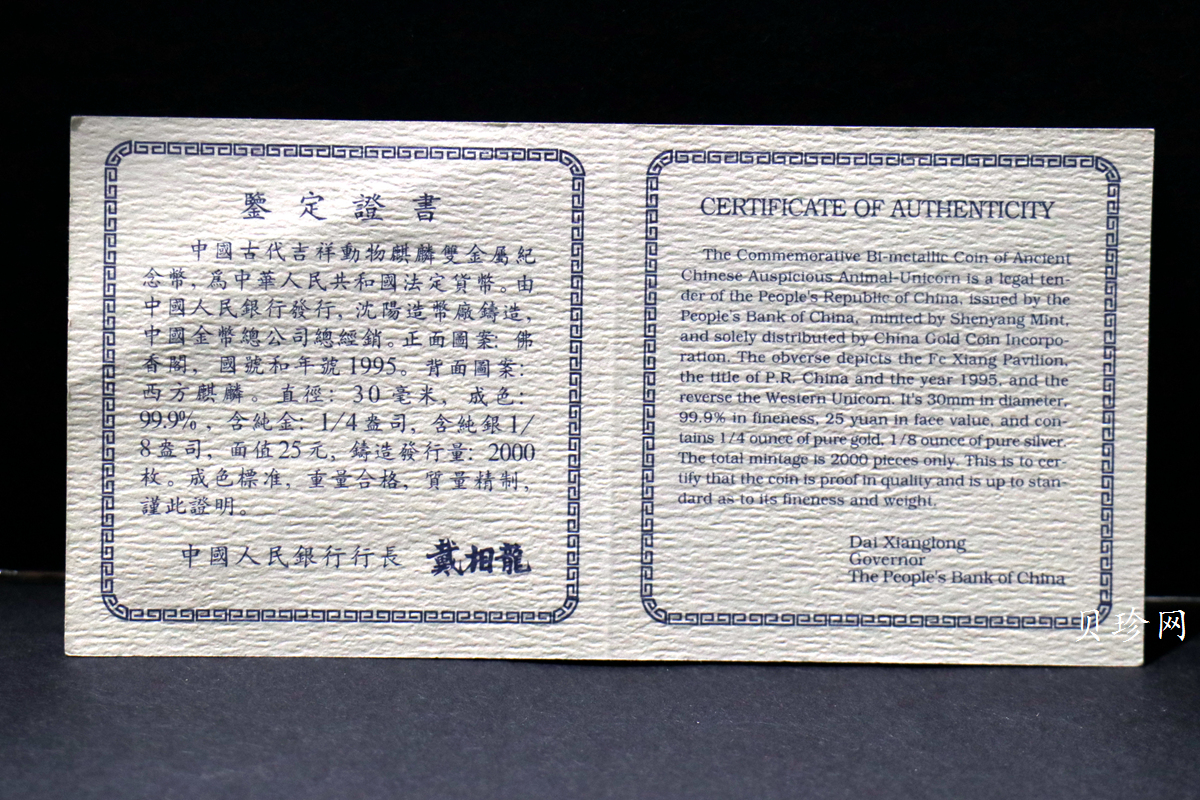 鑒定證書
中國古代吉祥動物麒麟雙金屬紀
念幣，爲中華人民共和國法定貨幣。由
中國人民銀行發行，沈陽造幣廠鑄造，
中國金幣總公司總經銷。正面圖案：佛
香閣，國號和年號1995。背面圖案：
西方麒麟。直徑：30毫米，成色：
99.9%，含純金：1/4盎司，含純銀1/
8盎司，面值25元，鑄造發行量：2000
枚。成色標准，重量合格，質量精制，
謹此證明。
中國人民銀行行長 戴相龍
CERTIFICATE OF AUTHENTICITY
The Commemorative Bi-metallic Coin of Ancient
Chinese Auspicious Animal-Unicorn is a legal ten-
der of the People's Republic of China, issued by the
People's Bank of China, minted by Shenyang Mint,
and solely distributed by China Gold Coin Incorpo-
ration. The obverse depicts the Fe Xiang Pavilion,
the title of P.R. China and the year 1995, and the
reverse the Western Unicorn. It's 30mm in diameter,
99.9% in fineness, 25 yuan in face value, and con-
tains 1/4 ounce of pure gold, 1/8 ounce of pure silver.
The total mintage is 2000 pieces only. This is to cer-
tify that the coin is proof in quality and is up to stan-
dard as to its fineness and weight.
Dai Xianglong
Governor
The People's Bank of China
贝珍网